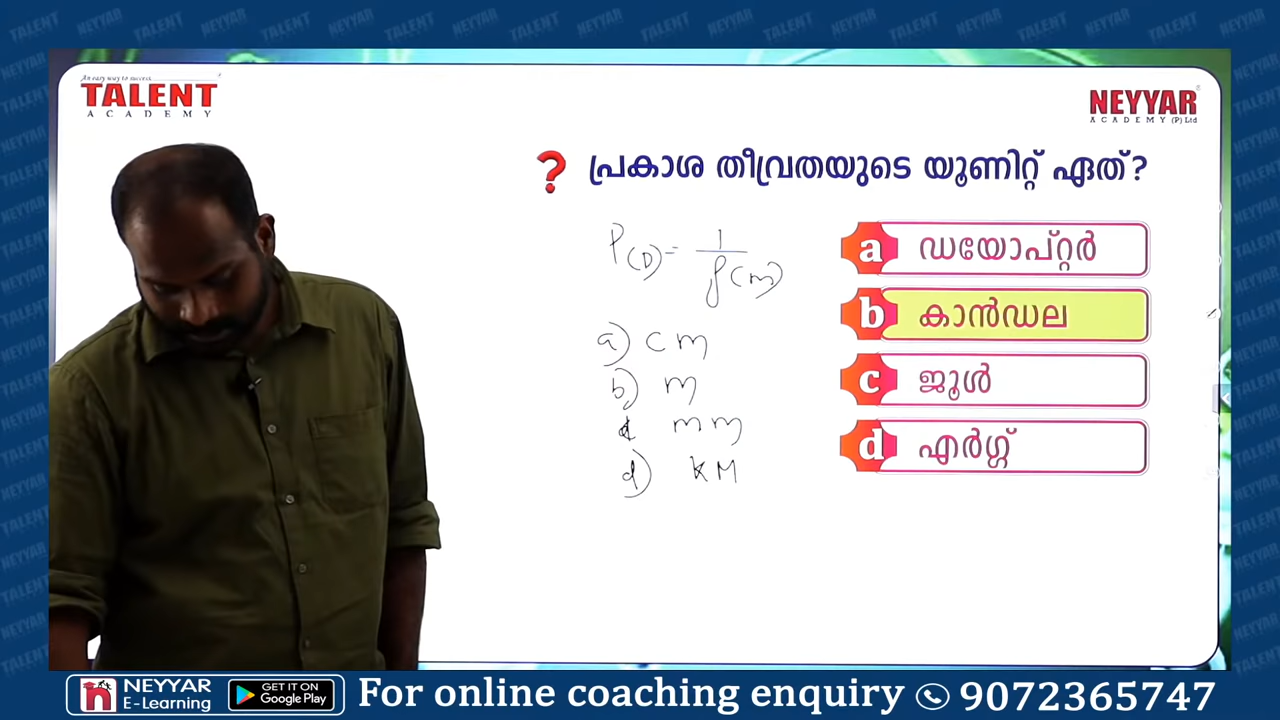 An easy way to success
TALENT
ACADEMY
NEYYAR
ACADEMY (P) Ltd
? പ്രകാശ തീവ്രതയുടെ യൂണിറ്റ് ഏത്?
P(D) = 1
f(m)
a ഡയോപ്റ്റർ
b കാൻഡല
c ജൂൾ
d എർഗ്ഗ്
a) cm
b) m
mm
d) KM
NEYYAR
E-Learning
GET IT ON
Google Play
For online coaching enquiry 9072365747